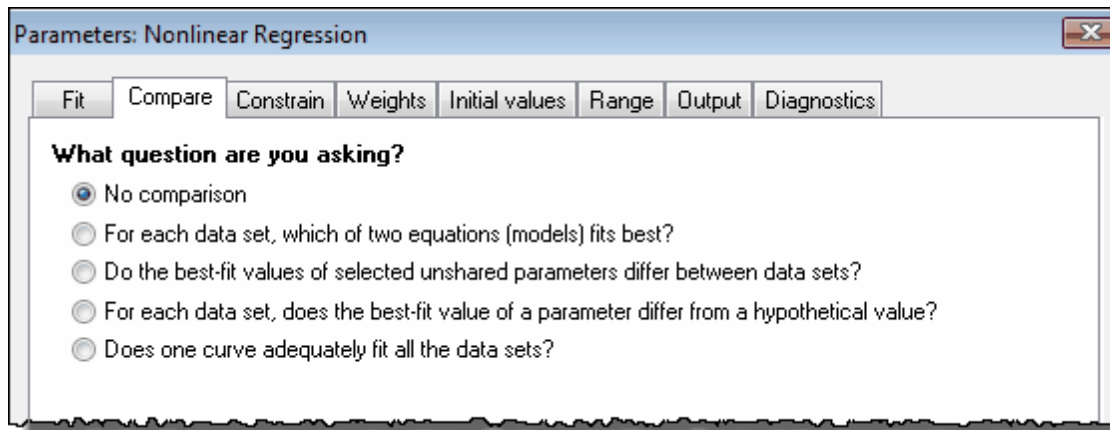 Parameters: Nonlinear Regression
Fit Compare Constrain Weights Initial values Range Output Diagnostics
What question are you asking?
No comparison
For each data set, which of two equations (models) fits best?
Do the best-fit values of selected unshared parameters differ between data sets?
For each data set, does the best-fit value of a parameter differ from a hypothetical value?
Does one curve adequately fit all the data sets?